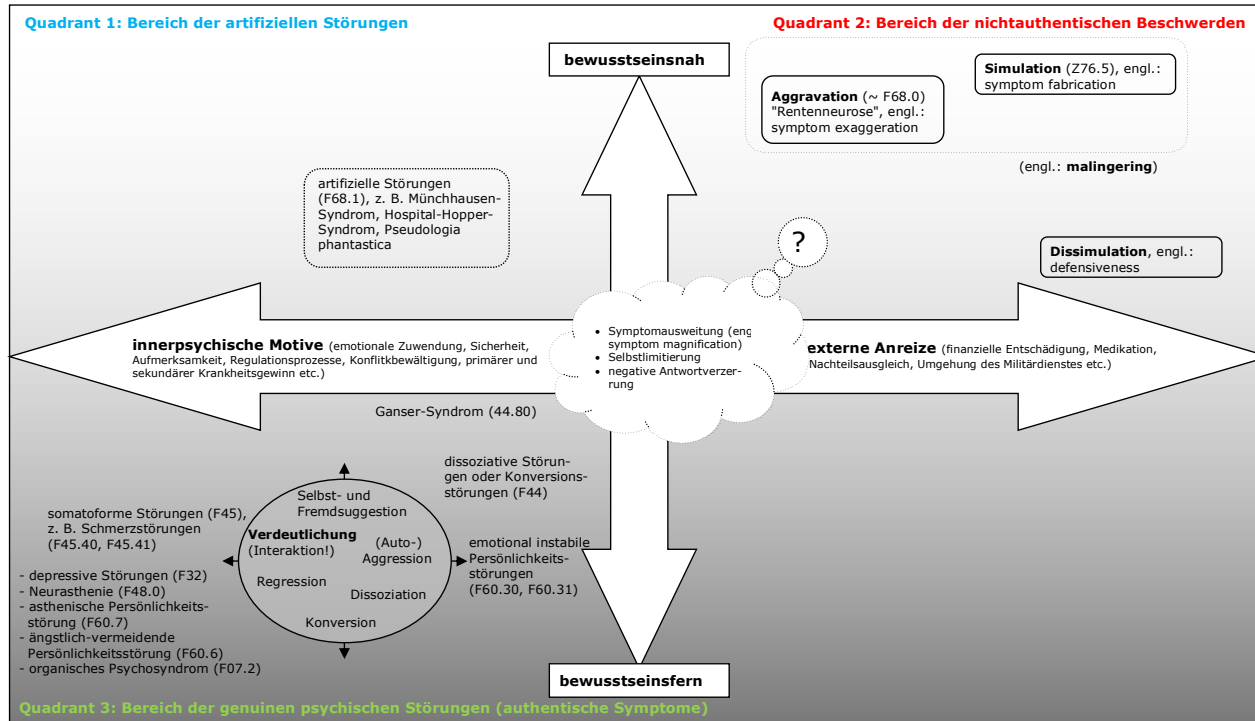 Quadrant 1: Bereich der artifiziellen Störungen
Quadrant 2: Bereich der nichtauthentischen Beschwerden
bewusstseinsnah
Simulation (Z76.5), engl.:
symptom fabrication
Aggravation (~ F68.0)
"Rentenneurose", engl.:
symptom exaggeration
(engl.: malingering)
artifizielle Störungen
(F68.1), z. B. Münchhausen-
Syndrom, Hospital-Hopper-
Syndrom, Pseudologia
phantastica
?
Dissimulation, engl.:
defensiveness
innerpsychische Motive (emotionale Zuwendung, Sicherheit,
Aufmerksamkeit, Regulationsprozesse, Konfliktbewältigung, primärer und
sekundärer Krankheitsgewinn etc.)
• Symptomausweitung (eng
symptom magnification)
• Selbstlimitierung
• negative Antwortverzer-
rung
externe Anreize (finanzielle Entschädigung, Medikation,
Nachteilsausgleich, Umgehung des Militärdienstes etc.)
Ganser-Syndrom (44.80)
dissoziative Störun-
gen oder Konversions-
störungen (F44)
somatoforme Störungen (F45),
z. B. Schmerzstörungen
(F45.40, F45.41)
Selbst- und
Fremdsuggestion
Verdeutlichung
(Interaktion!)
(Auto-)
Aggression
Regression
Dissoziation
Konversion
emotional instabile
Persönlichkeits-
störungen
(F60.30, F60.31)
- depressive Störungen (F32)
- Neurasthenie (F48.0)
- asthenische Persönlichkeits-
störung (F60.7)
- ängstlich-vermeidende
Persönlichkeitsstörung (F60.6)
- organisches Psychosyndrom (F07.2)
bewusstseinsfern
Quadrant 3: Bereich der genuinen psychischen Störungen (authentische Symptome)